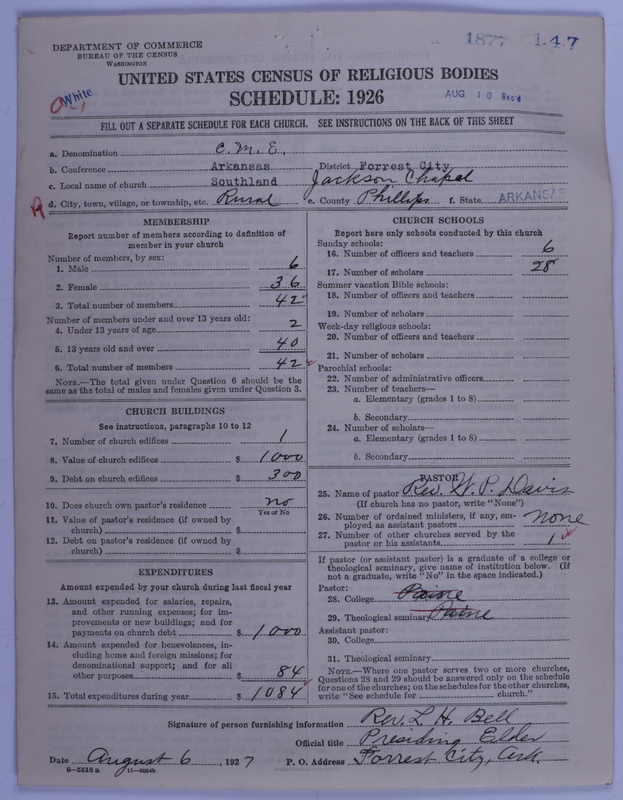 DEPARTMENT OF COMMERCE
BUREAU OF THE CENSUS
WASHINGTON
1877 147
UNITED STATES CENSUS OF RELIGIOUS BODIES
White
SCHEDULE: 1926
AUG 10 Rec'd
FILL OUT A SEPARATE SCHEDULE FOR EACH CHURCH. SEE INSTRUCTIONS ON THE BACK OF THIS SHEET
a. Denomination C. M. E.
b. Conference Arkansas District Forrest City
c. Local name of church Southland Jackson Chapel
R d. City, town, village, or township, etc. Rural e. County Phillips f. State ARKANSAS
MEMBERSHIP
Report number of members according to definition of
member in your church
Number of members, by sex:
1. Male 6
2. Female 36
3. Total number of members 42
Number of members under and over 13 years old:
4. Under 13 years of age 2
5. 13 years old and over 40
6. Total number of members 42
NOTE.—The total given under Question 6 should be
same as the total of males and females given under Question 3.
CHURCH BUILDINGS
See instructions, paragraphs 10 to 12
7. Number of church edifices 1
8. Value of church edifices $ 1000
9. Debt on church edifices $ 300
10. Does church own pastor's residence no
Yes or No
11. Value of pastor's residence (if owned by
church) $
12. Debt on pastor's residence (if owned by
church) $
EXPENDITURES
Amount expended by your church during last fiscal year
13. Amount expended for salaries, repairs,
and other running expenses; for im-
provements or new buildings; and for
payments on church debt $ 1000
14. Amount expended for benevolences, in-
cluding home and foreign missions; for
denominational support; and for all
other purposes $ 84
15. Total expenditures during year $ 1084
CHURCH SCHOOLS
Report here only schools conducted by this church
Sunday schools:
16. Number of officers and teachers 6
17. Number of scholars 28
Summer vacation Bible schools:
18. Number of officers and teachers
19. Number of scholars
Week-day religious schools:
20. Number of officers and teachers
21. Number of scholars
Parochial schools:
22. Number of administrative officers
23. Number of teachers—
a. Elementary (grades 1 to 8)
b. Secondary
24. Number of scholars—
a. Elementary (grades 1 to 8)
b. Secondary
PASTOR
25. Name of pastor Rev. W. P. Davis
(If church has no pastor, write "None")
26. Number of ordained ministers, if any, em-
ployed as assistant pastors none
27. Number of other churches served by the
pastor or his assistants 1
If pastor (or assistant pastor) is a graduate of a college or
theological seminary, give name of institution below. (If
not a graduate, write "No" in the space indicated.)
Pastor:
28. College Paine
29. Theological seminary Paine
Assistant pastor:
30. College
31. Theological seminary
NOTE.—Where one pastor serves two or more churches,
Questions 28 and 29 should be answered only on the schedule
for one of the churches; on the schedules for the other churches,
write "See schedule for church."
Signature of person furnishing information Rev. L. H. Bell
Official title Presiding Elder
Date August 6, 1927 P. O. Address Forrest City, Ark.